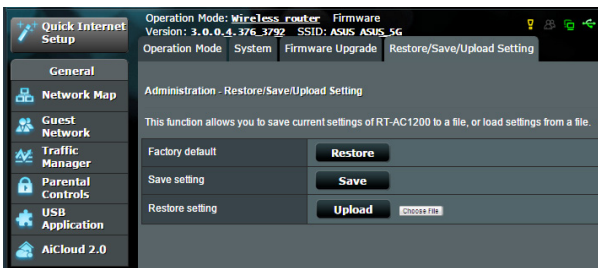 Quick Internet
Setup
General
Network Map
Guest
Network
Traffic
Manager
Parental
Controls
USB
Application
AiCloud 2.0
Operation Mode: Wireless router Firmware
Version: 3.0.0.4.376_3792 SSID: ASUS ASUS_5G
Operation Mode System Firmware Upgrade Restore/Save/Upload Setting
Administration - Restore/Save/Upload Setting
This function allows you to save current settings of RT-AC1200 to a file, or load settings from a file.
Factory default Restore
Save setting Save
Restore setting Upload Choose File